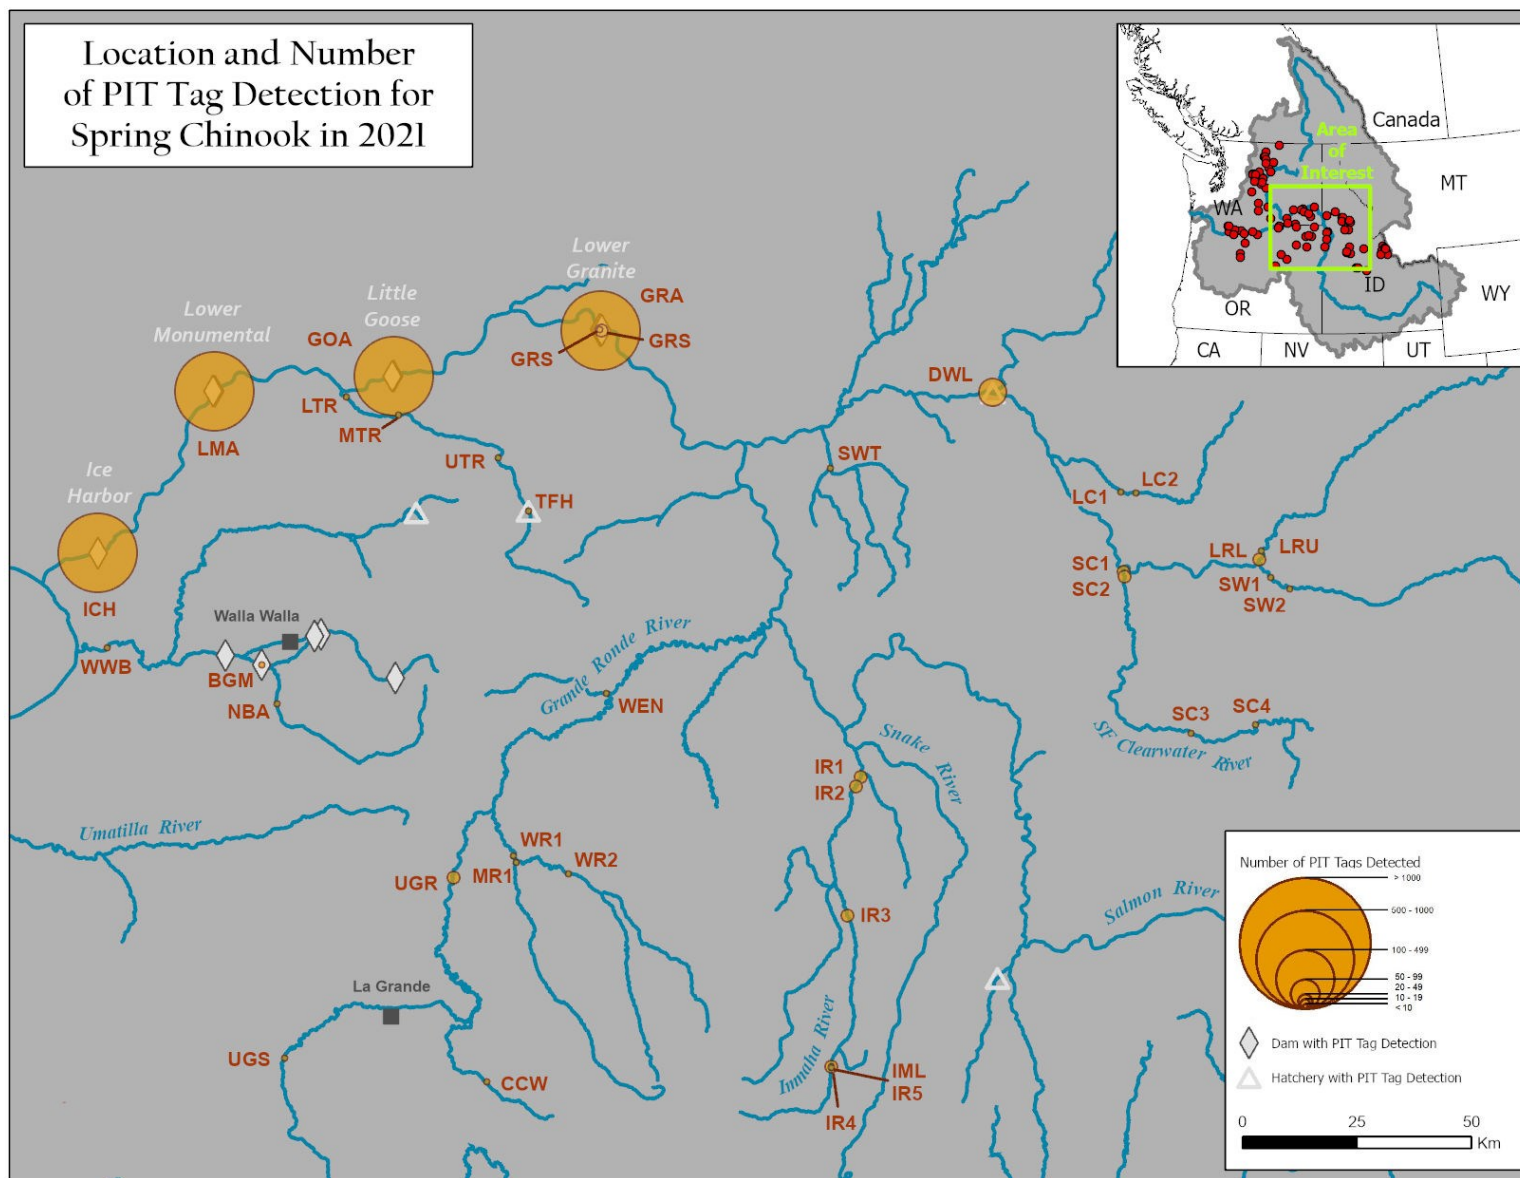 Location and Number
of PIT Tag Detection for
Spring Chinook in 2021
Canada
Area
of
Interest
MT
WA
OR
ID
WY
CA
NV
UT
Lower
Granite
GRA
GRS
GRS
Little
Goose
GOA
Lower
Monumental
LMA
LTR
MTR
UTR
TFH
DWL
SWT
LC1
LC2
Ice
Harbor
ICH
SC1
SC2
LRL
LRU
SW1
SW2
Walla Walla
WWB
BGM
NBA
Grande Ronde River
WEN
SC3
SC4
SF Clearwater River
Snake River
IR1
IR2
Umatilla River
WR1
WR2
MR1
UGR
IR3
Salmon River
La Grande
UGS
CCW
Inmaha River
IML
IR5
IR4
Number of PIT Tags Detected
> 1000
500 - 1000
100 - 499
50 - 99
20 - 49
10 - 19
< 10
Dam with PIT Tag Detection
Hatchery with PIT Tag Detection
0 25 50
Km